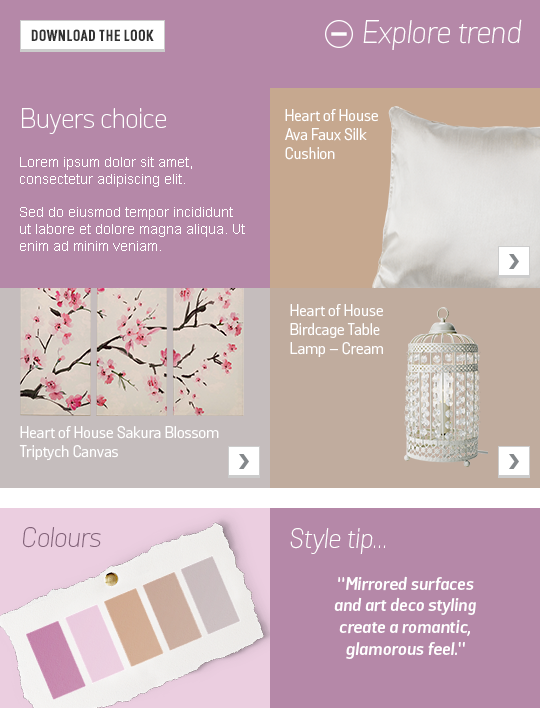 DOWNLOAD THE LOOK
Explore trend
Buyers choice
Lorem ipsum dolor sit amet,
consectetur adipiscing elit.
Sed do eiusmod tempor incididunt
ut labore et dolore magna aliqua. Ut
enim ad minim veniam.
Heart of House
Ava Faux Silk
Cushion
Heart of House Sakura Blossom
Triptych Canvas
Heart of House
Birdcage Table
Lamp – Cream
Colours
Style tip...
"Mirrored surfaces
and art deco styling
create a romantic,
glamorous feel."